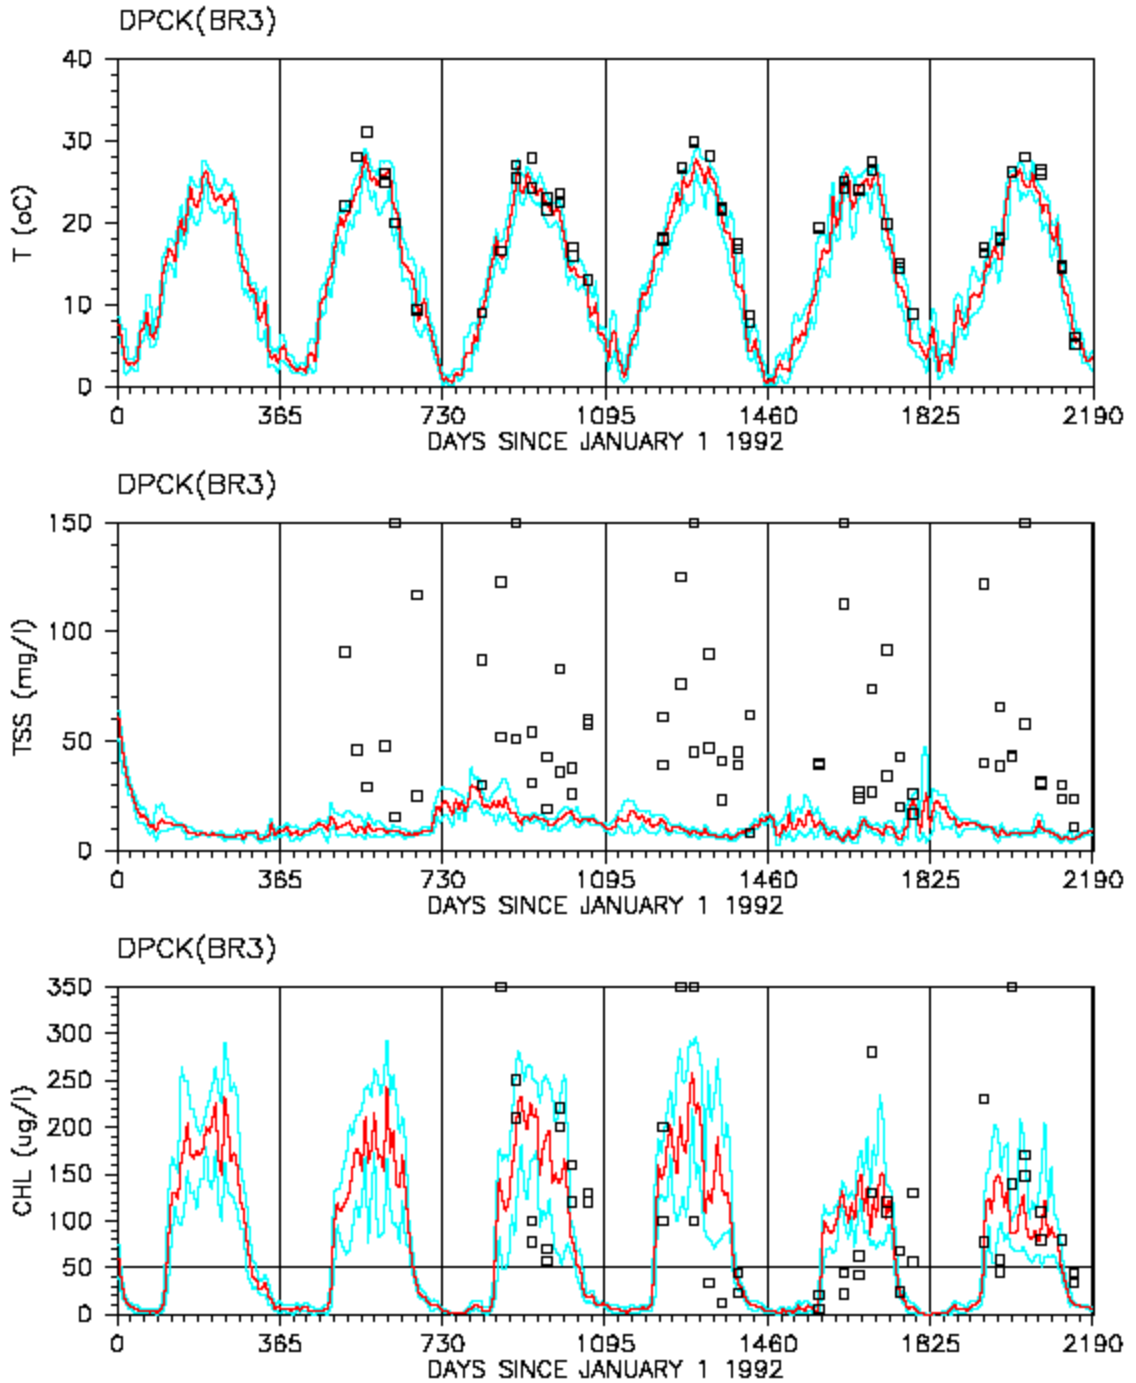 DPCK(BR3)
40
30
20
10
0
T (oC)
0 365 730 1095 1460 1825 2190
DAYS SINCE JANUARY 1 1992
DPCK(BR3)
150
100
50
0
TSS (mg/l)
0 365 730 1095 1460 1825 2190
DAYS SINCE JANUARY 1 1992
DPCK(BR3)
350
300
250
200
150
100
50
0
CHL (ug/l)
0 365 730 1095 1460 1825 2190
DAYS SINCE JANUARY 1 1992